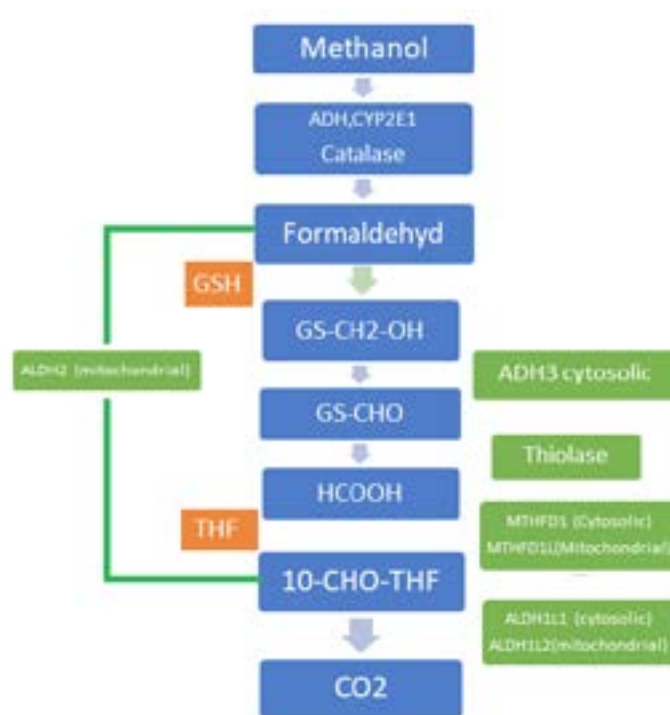 Methanol
ADH,CYP2E1
Catalase
Formaldehyd
GSH
GS-CH2-OH
ALDH2 (mitochondrial)
ADH3 cytosolic
GS-CHO
Thiolase
HCOOH
THF
MTHFD1 (Cytosolic)
MTHFD1L(Mitochondrial)
10-CHO-THF
ALDH1L1 (cytosolic)
ALDH1L2(mitochondrial)
CO2